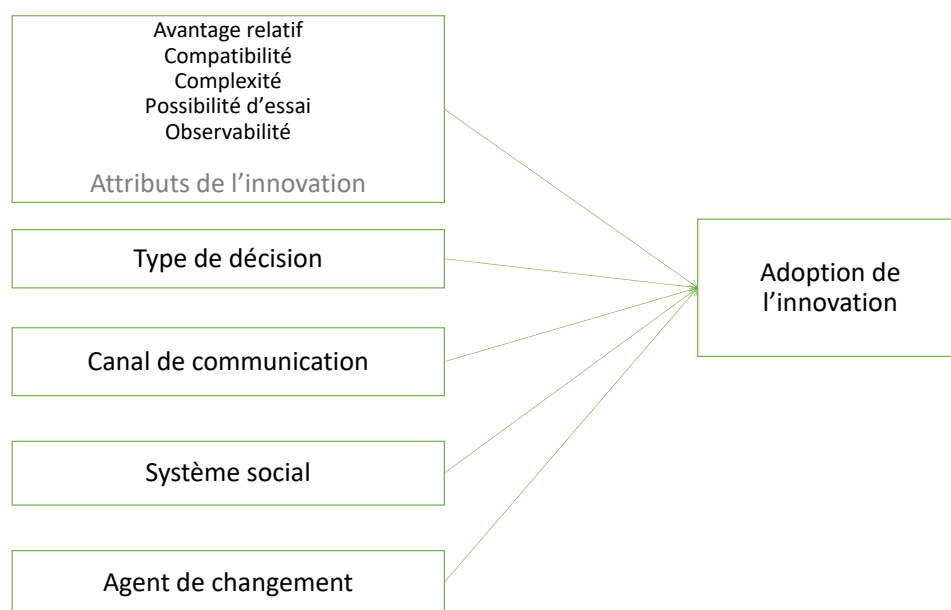 Avantage relatif
Compatibilité
Complexité
Possibilité d’essai
Observabilité
Attributs de l’innovation
Type de décision
Canal de communication
Système social
Agent de changement
Adoption de
l’innovation